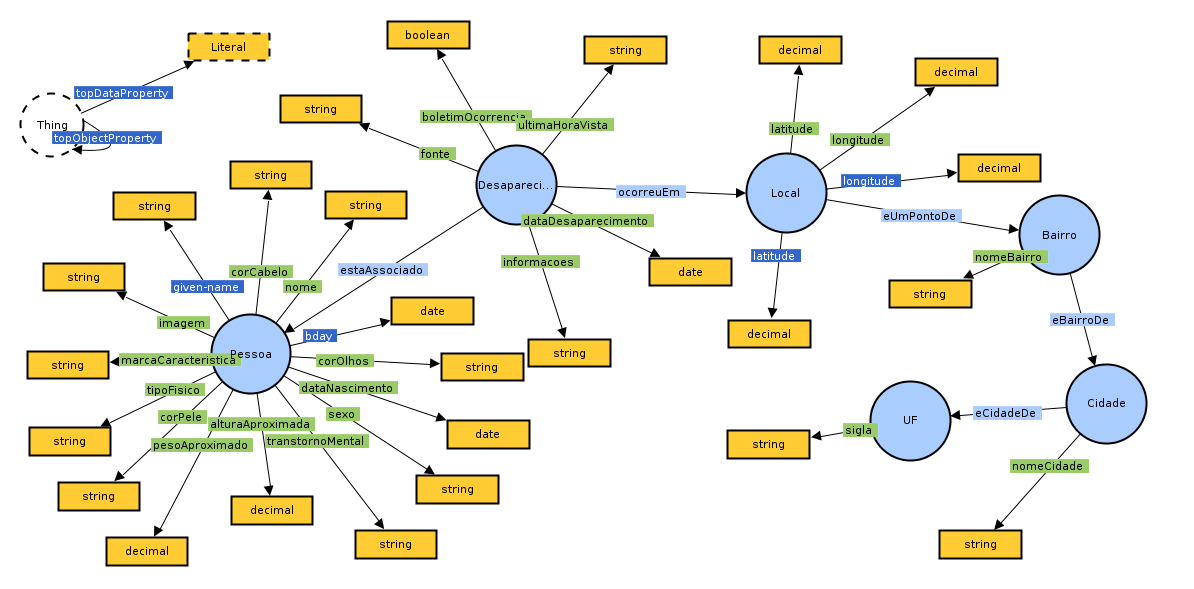 boolean
string
decimal
Literal
decimal
topDataProperty
string
boletimOcorrencia
ultimaHoraVista
latitude
Thing
topObjectProperty
longitude
fonte
decimal
string
longitude
Desapareci...
ocorreuEm
Local
string
string
eUmPontoDe
dataDesaparecimento
Bairro
latitude
nomeBairro
informacoes
estaAssociado
corCabelo
date
string
given-name
nome
string
date
imagem
bday
eBairroDe
decimal
string
Pessoa
marcaCaracteristica
corOlhos
string
string
dataNascimento
tipoFisico
Cidade
corPele
sexo
eCidadeDe
alturaAproximada
UF
sigla
date
string
transtornoMental
pesoAproximado
string
nomeCidade
string
string
decimal
string
string
decimal